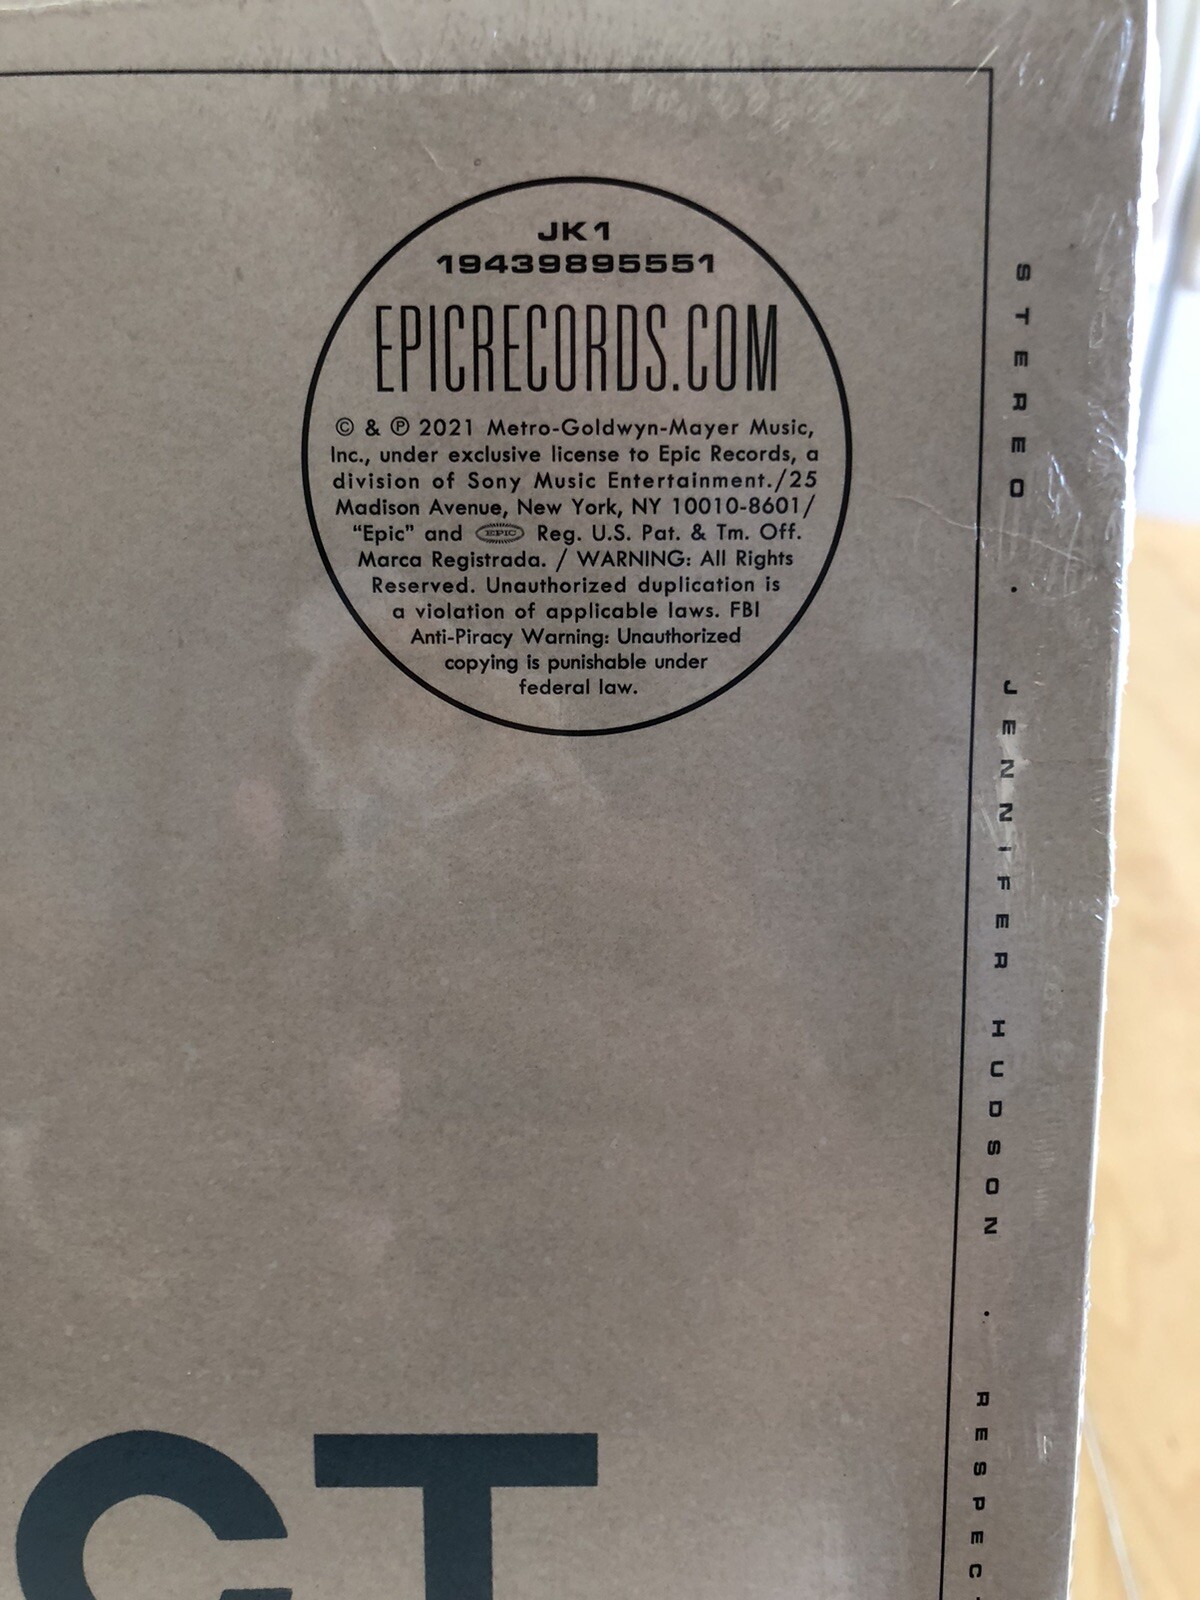 JK1
19439895551
EPICRECORDS.COM
© & ℗ 2021 Metro-Goldwyn-Mayer Music,
Inc., under exclusive license to Epic Records, a
division of Sony Music Entertainment./25
Madison Avenue, New York, NY 10010-8601/
“Epic” and EPIC Reg. U.S. Pat. & Tm. Off.
Marca Registrada. / WARNING: All Rights
Reserved. Unauthorized duplication is
a violation of applicable laws. FBI
Anti-Piracy Warning: Unauthorized
copying is punishable under
federal law.
STEREO . JENNIFER HUDSON . RESPECT
CT